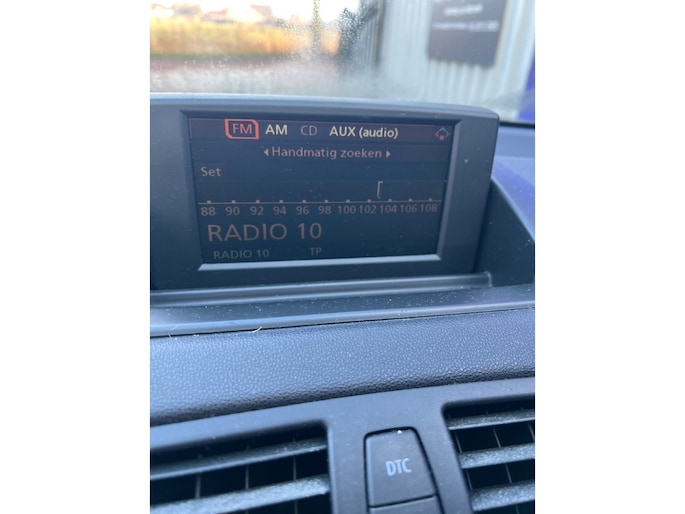 FM AM CD AUX (audio)
Handmatig zoeken
Set
88 90 92 94 96 98 100 102 104 106 108
RADIO 10
RADIO 10 TP
DTC